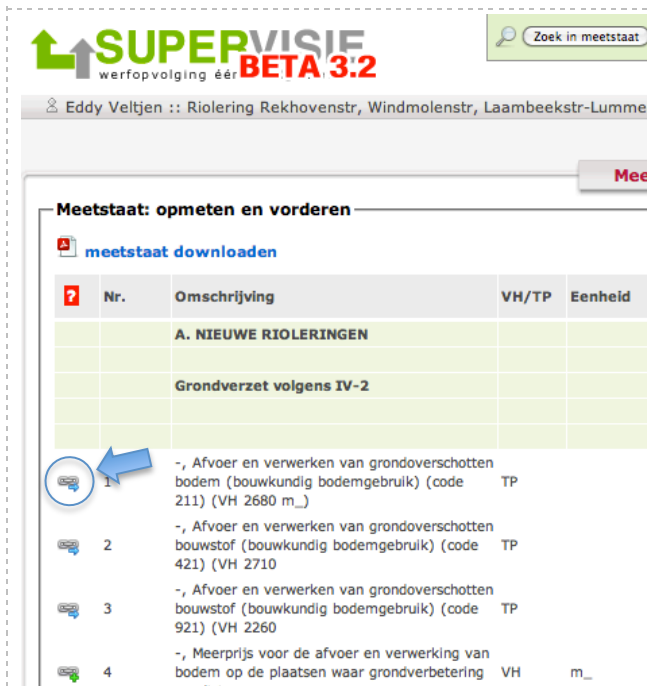 SUPERVISIE
BETA 3.2
Zoek in meetstaat
Eddy Veltjen :: Riolering Rekhovenstr, Windmolenstr, Laambeekstr-Lumme
Mee
Meetstaat: opmeten en vorderen
meetstaat downloaden
? Nr. Omschrijving VH/TP Eenheid
A. NIEUWE RIOLERINGEN
Grondverzet volgens IV-2
-, Afvoer en verwerken van grondoverschotten
1 bodem (bouwkundig bodemgebruik) (code TP
211) (VH 2680 m_)
-, Afvoer en verwerken van grondoverschotten
2 bouwstof (bouwkundig bodemgebruik) (code TP
421) (VH 2710
-, Afvoer en verwerken van grondoverschotten
3 bouwstof (bouwkundig bodemgebruik) (code TP
921) (VH 2260
-, Meerprijs voor de afvoer en verwerking van
4 bodem op de plaatsen waar grondverbetering VH m_